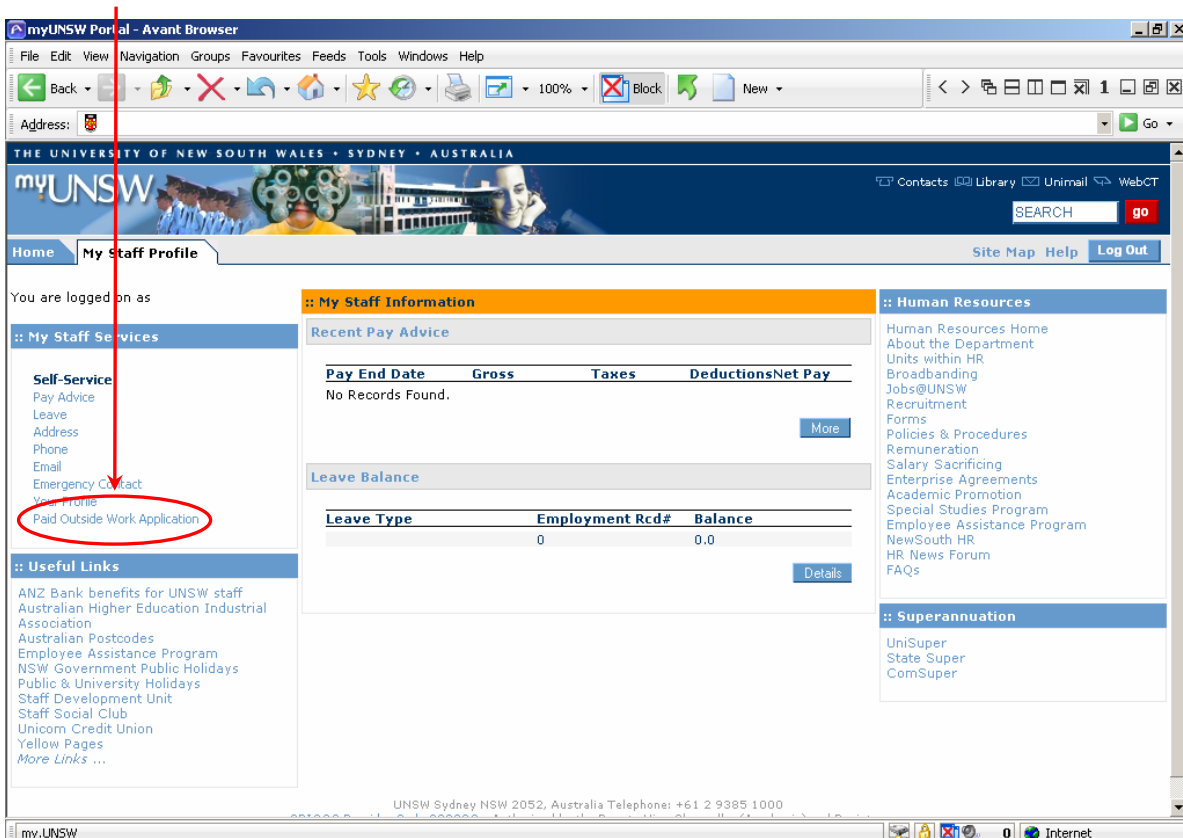 myUNSW Portal - Avant Browser
File Edit View Navigation Groups Favourites Feeds Tools Windows Help
Back 100% Block New 1
Address: Go
THE UNIVERSITY OF NEW SOUTH WALES • SYDNEY • AUSTRALIA
myUNSW
Contacts Library Unimail WebCT
SEARCH go
Home My Staff Profile Site Map Help Log Out
You are logged on as
:: My Staff Services
Self-Service
Pay Advice
Leave
Address
Phone
Email
Emergency Contact
Your Profile
Paid Outside Work Application
:: Useful Links
ANZ Bank benefits for UNSW staff
Australian Higher Education Industrial
Association
Australian Postcodes
Employee Assistance Program
NSW Government Public Holidays
Public & University Holidays
Staff Development Unit
Staff Social Club
Unicom Credit Union
Yellow Pages
More Links ...
:: My Staff Information
Recent Pay Advice
Pay End Date Gross Taxes Deductions Net Pay
No Records Found.
More
Leave Balance
Leave Type Employment Rcd# Balance
0 0.0
Details
:: Human Resources
Human Resources Home
About the Department
Units within HR
Broadbanding
Jobs@UNSW
Recruitment
Forms
Policies & Procedures
Remuneration
Salary Sacrificing
Enterprise Agreements
Academic Promotion
Special Studies Program
Employee Assistance Program
NewSouth HR
HR News Forum
FAQs
:: Superannuation
UniSuper
State Super
ComSuper
UNSW Sydney NSW 2052, Australia Telephone: +61 2 9385 1000
my.UNSW 0 Internet